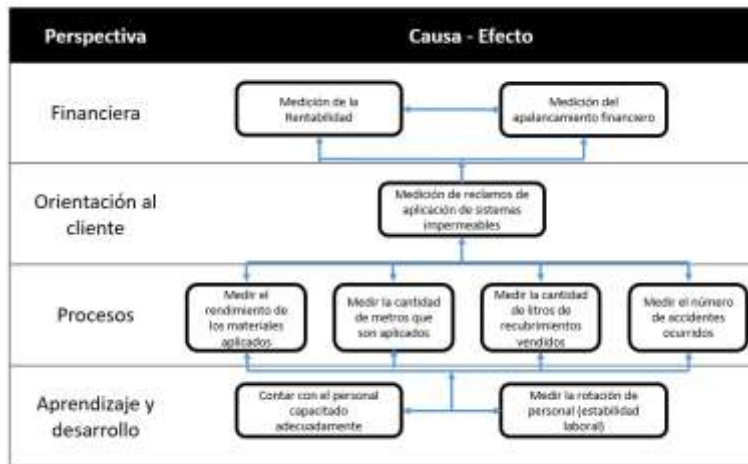 Perspectiva
Causa - Efecto
Financiera
Medición de la
Rentabilidad
Medición del
apalancamiento financiero
Orientación al
cliente
Medición de reclamos de
aplicación de sistemas
impermeables
Procesos
Medir el
rendimiento de
los materiales
aplicados
Medir la cantidad
de metros que
son aplicados
Medir la cantidad
de litros de
recubrimientos
vendidos
Medir el número
de accidentes
ocurridos
Aprendizaje y
desarrollo
Contar con el personal
capacitado
adecuadamente
Medir la rotación de
personal (estabilidad
laboral)